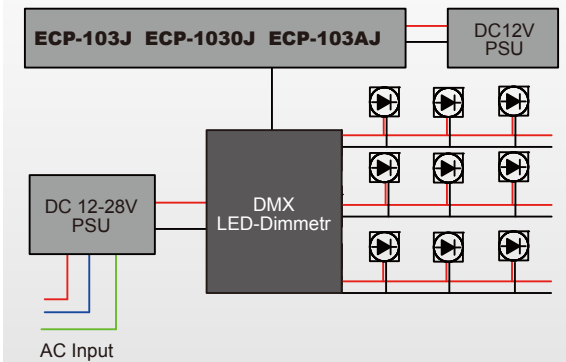 ECP-103J ECP-1030J ECP-103AJ
DC12V
PSU
DC 12-28V
PSU
DMX
LED-Dimmetr
AC Input